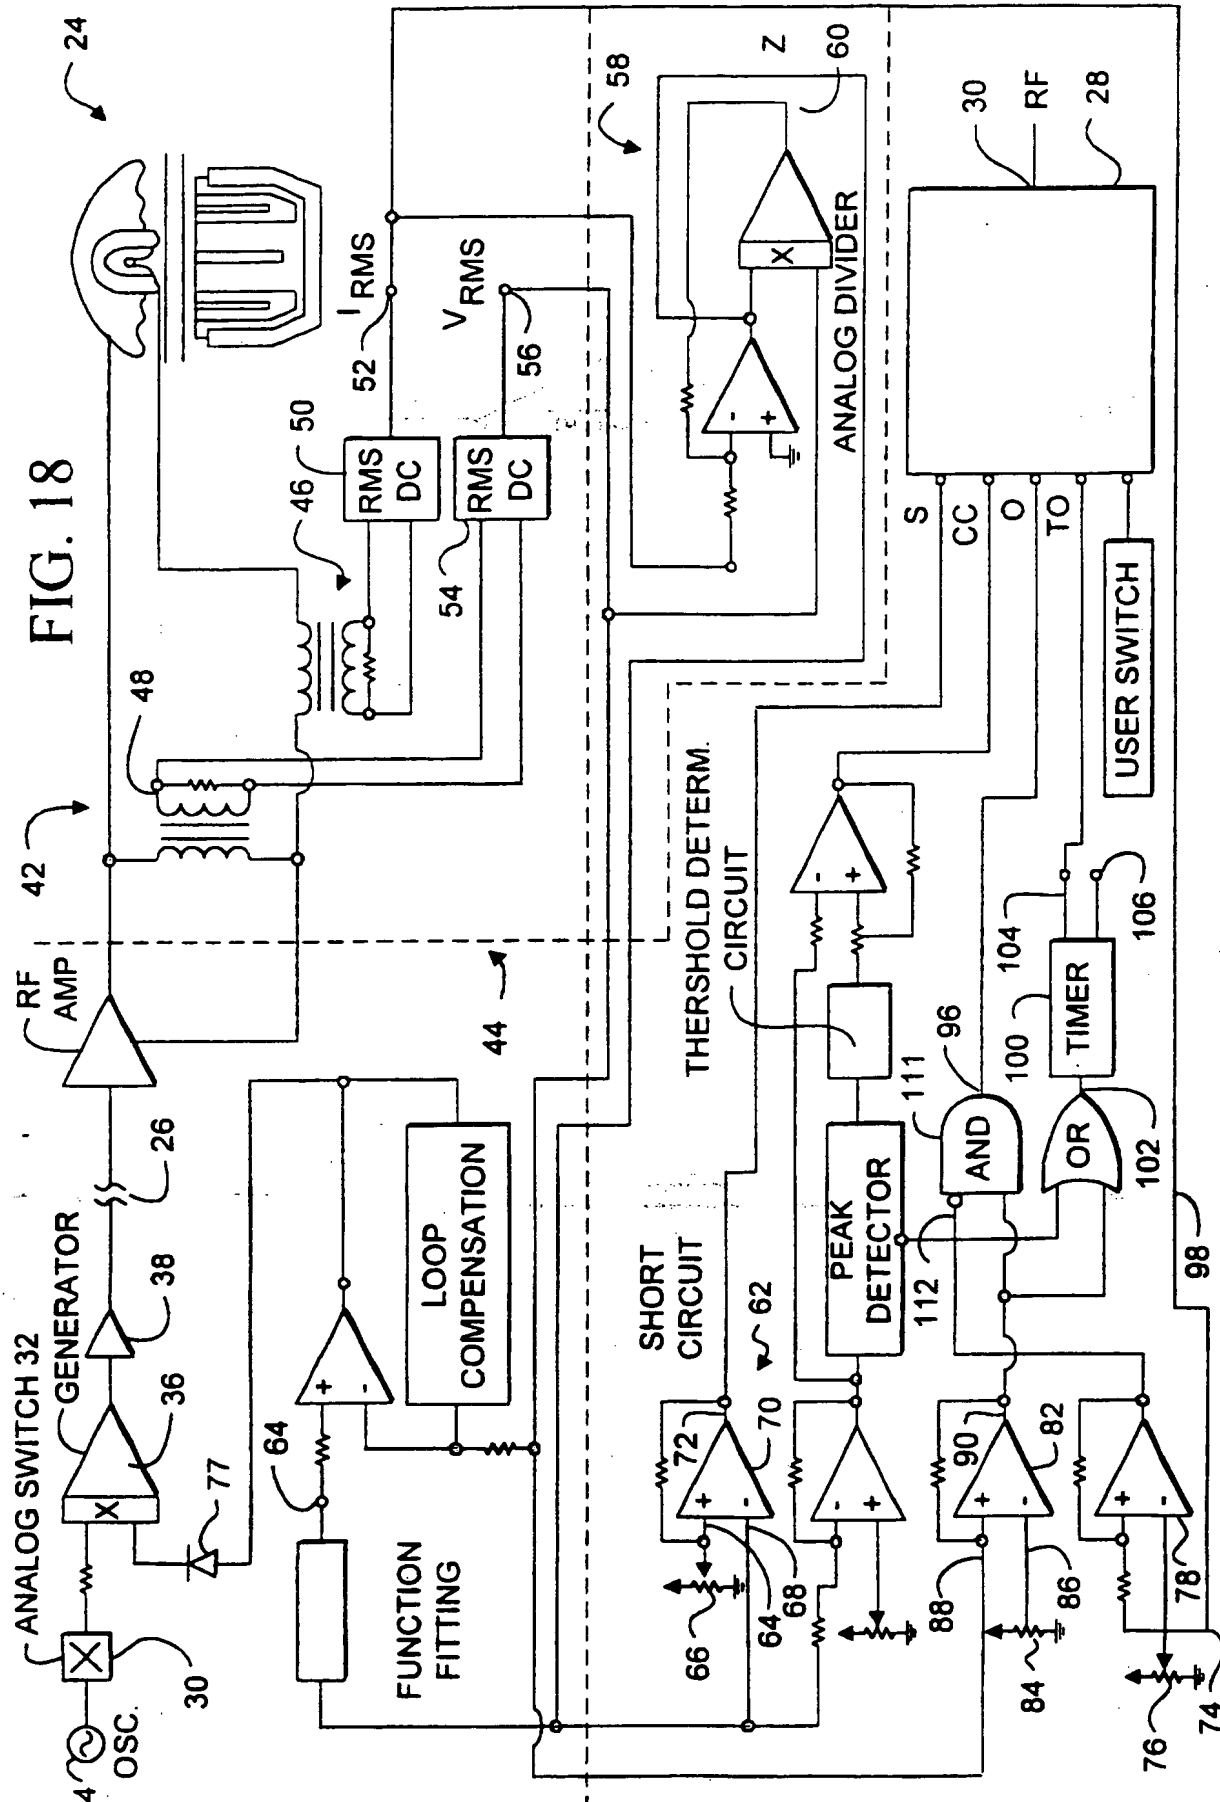 FIG. 18
24
42
48
RF
AMP
ANALOG SWITCH 32
GENERATOR
38
26
36
77
30
4
OSC.
64
FUNCTION
FITTING
LOOP
COMPENSATION
44
46
50
RMS
DC
54
RMS
DC
52
I RMS
V RMS
56
58
Z
60
X
X
ANALOG DIVIDER
-
+
+
-
SHORT
CIRCUIT
62
THERSHOLD DETERM.
CIRCUIT
66
64
68
70
72
+
-
-
+
PEAK
DETECTOR
-
+
88
90
82
86
84
+
-
74
76
78
+
-
112
111
AND
96
OR
102
100
TIMER
104
106
98
S
CC
O
TO
USER SWITCH
30
RF
28